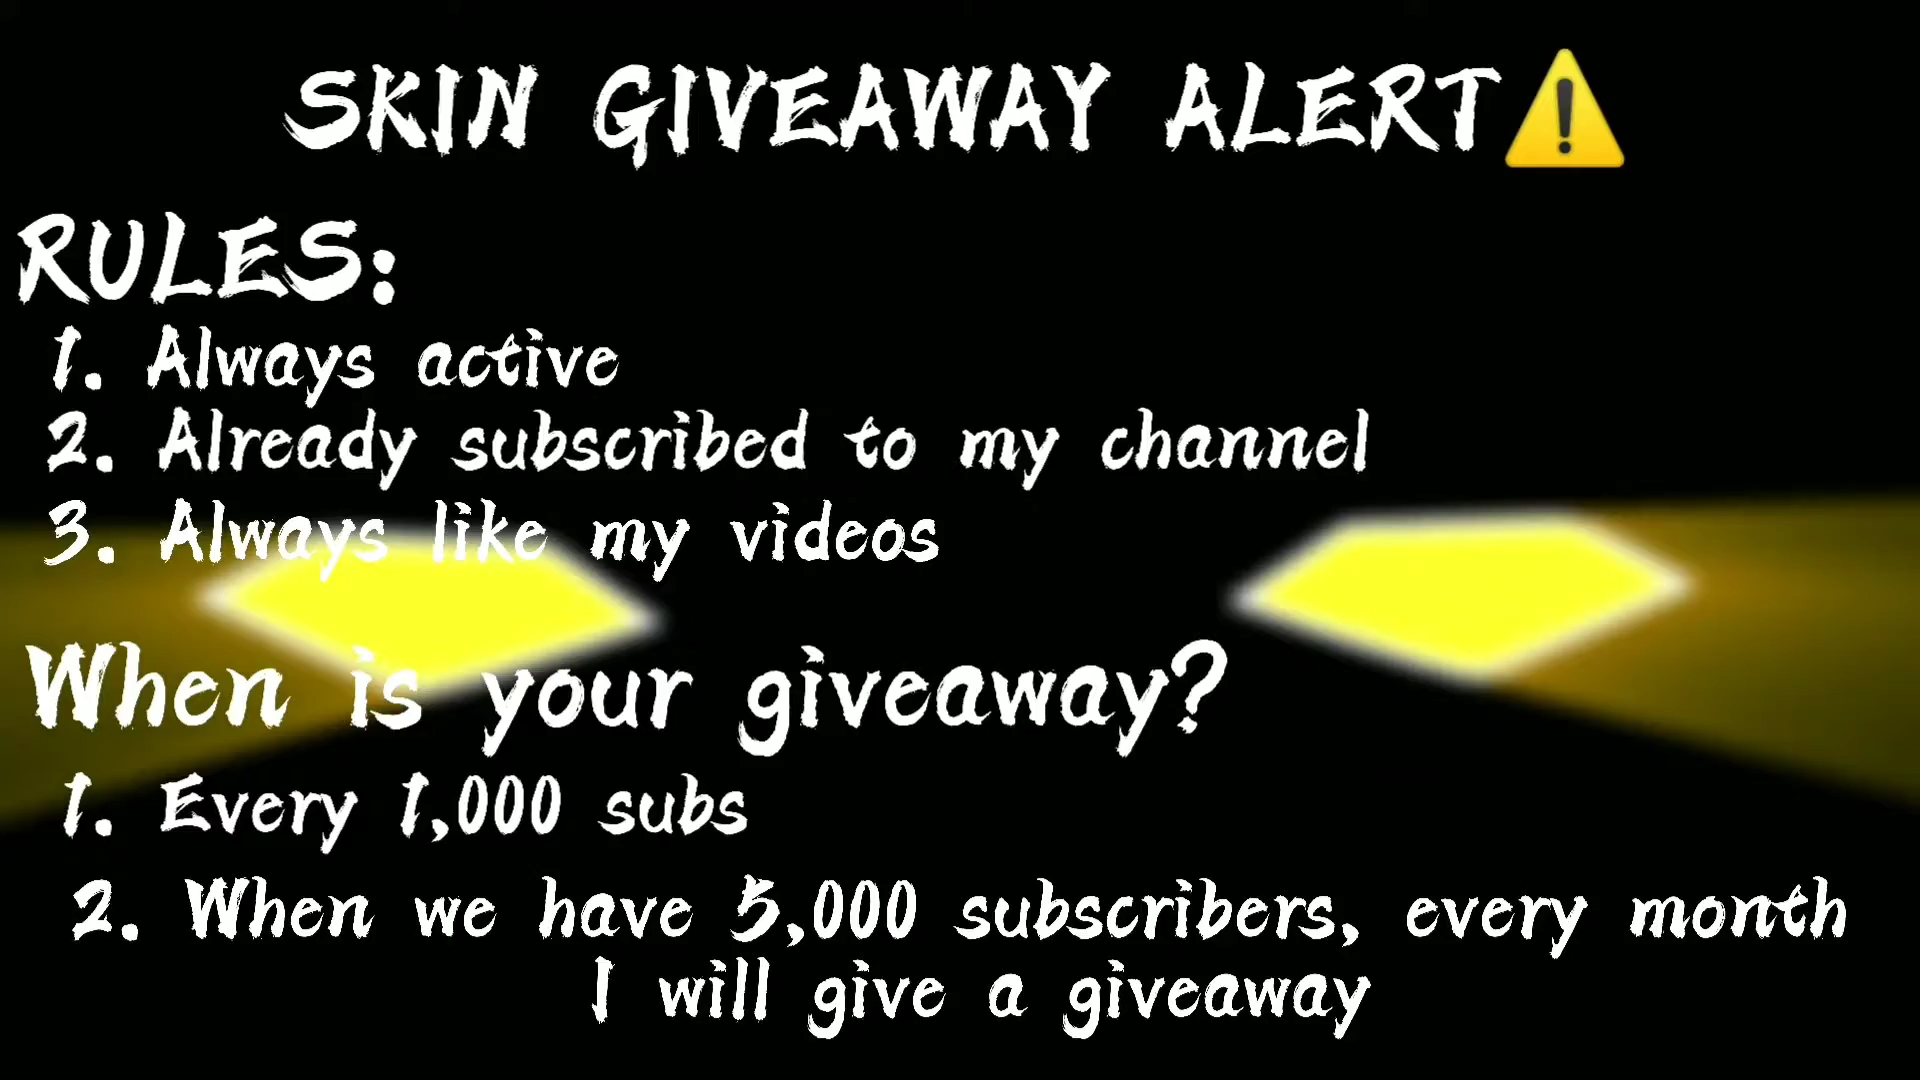 SKIN GIVEAWAY ALERT⚠️
RULES:
1. Always active
2. Already subscribed to my channel
3. Always like my videos
When is your giveaway?
1. Every 1,000 subs
2. When we have 5,000 subscribers, every month
I will give a giveaway